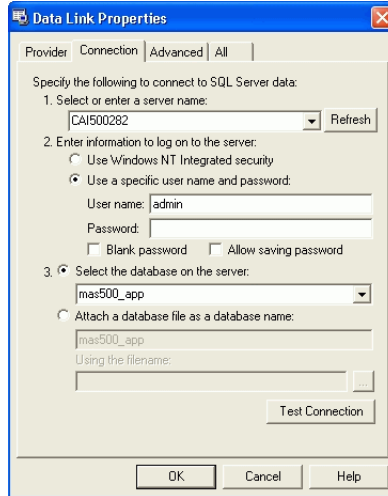 Data Link Properties
Provider Connection Advanced All
Specify the following to connect to SQL Server data:
1. Select or enter a server name:
CAI500282 Refresh
2. Enter information to log on to the server:
Use Windows NT Integrated security
Use a specific user name and password:
User name: admin
Password:
Blank password Allow saving password
3. Select the database on the server:
mas500_app
Attach a database file as a database name:
mas500_app
Using the filename:
...
Test Connection
OK Cancel Help